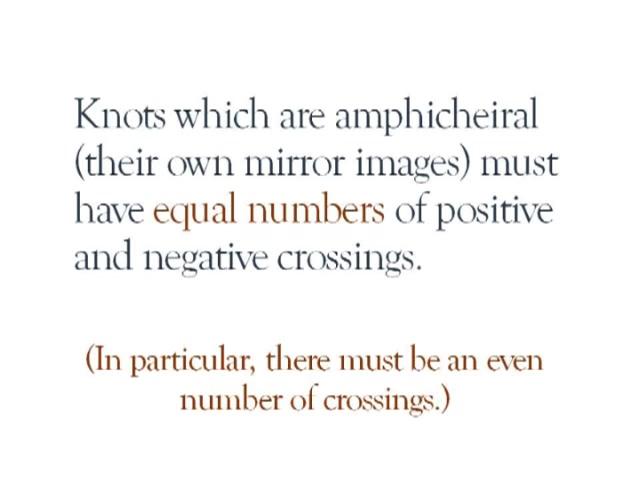 Knots which are amphicheiral
(their own mirror images) must
have equal numbers of positive
and negative crossings.
(In particular, there must be an even
number of crossings.)